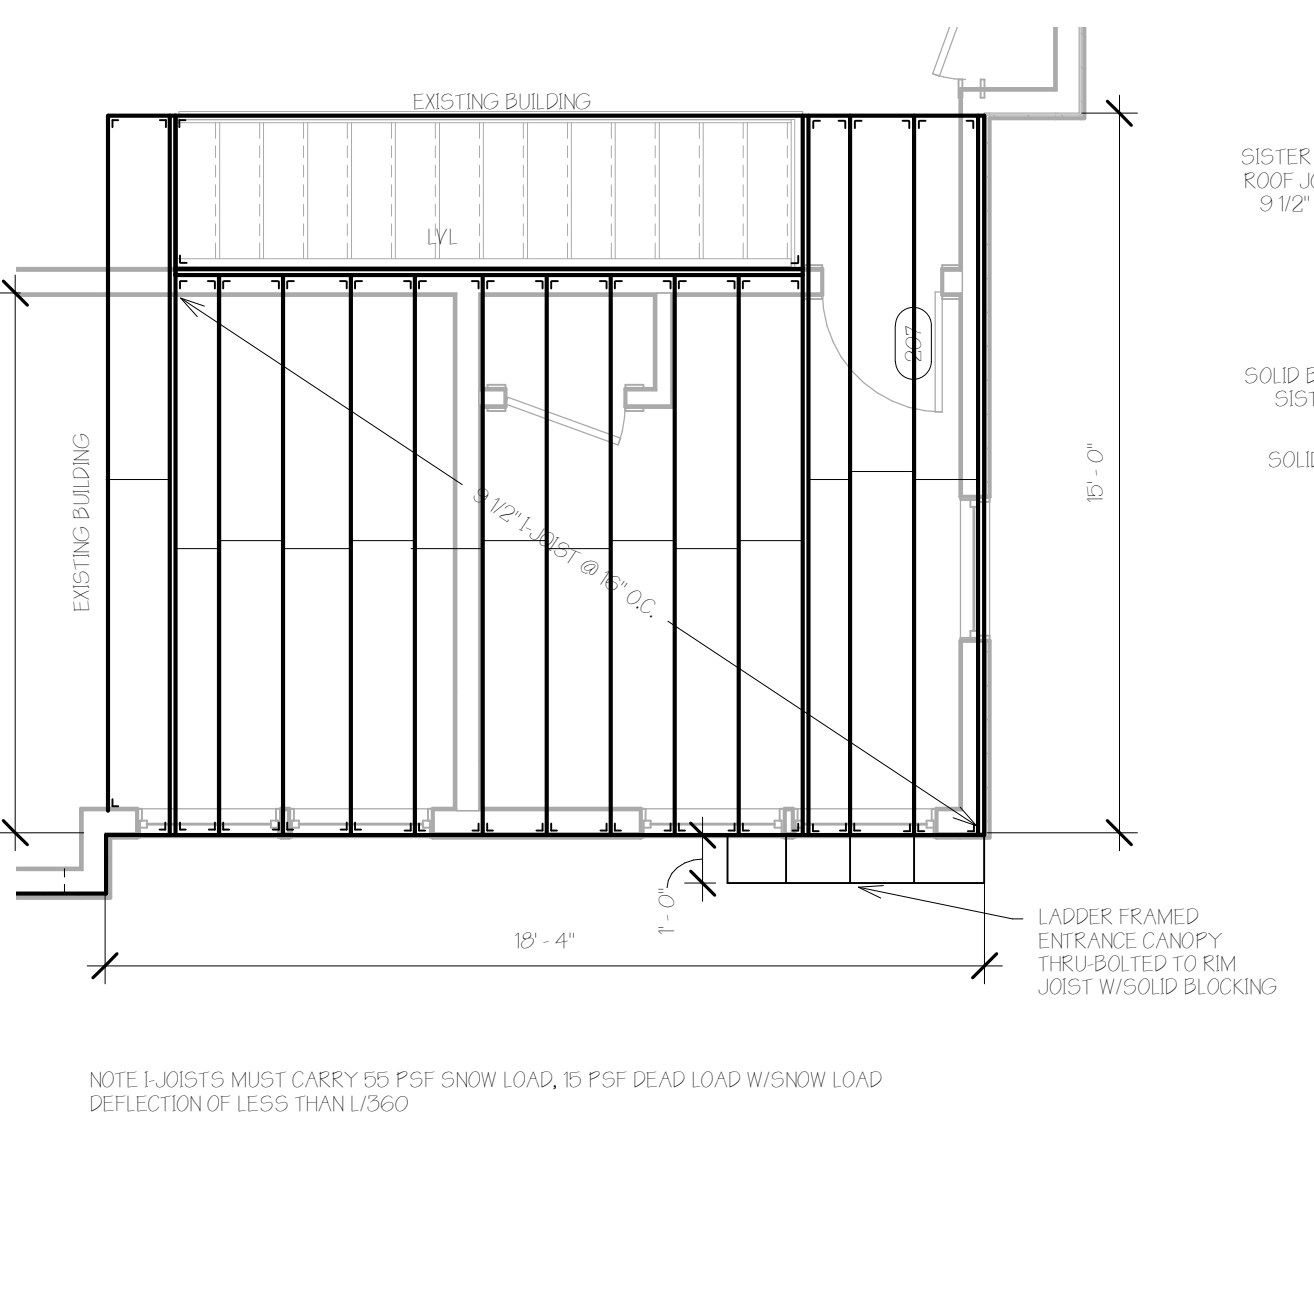 EXISTING BUILDING
SISTER
ROOF JO
9 1/2"
LVL
207
SOLID B
SIST
SOLID
EXISTING BUILDING
15' - 0"
9 1/2" I-JOIST @ 16" O.C.
1' - 0"
18' - 4"
LADDER FRAMED
ENTRANCE CANOPY
THRU-BOLTED TO RIM
JOIST W/SOLID BLOCKING
NOTE I-JOISTS MUST CARRY 55 PSF SNOW LOAD, 15 PSF DEAD LOAD W/SNOW LOAD
DEFLECTION OF LESS THAN L/360